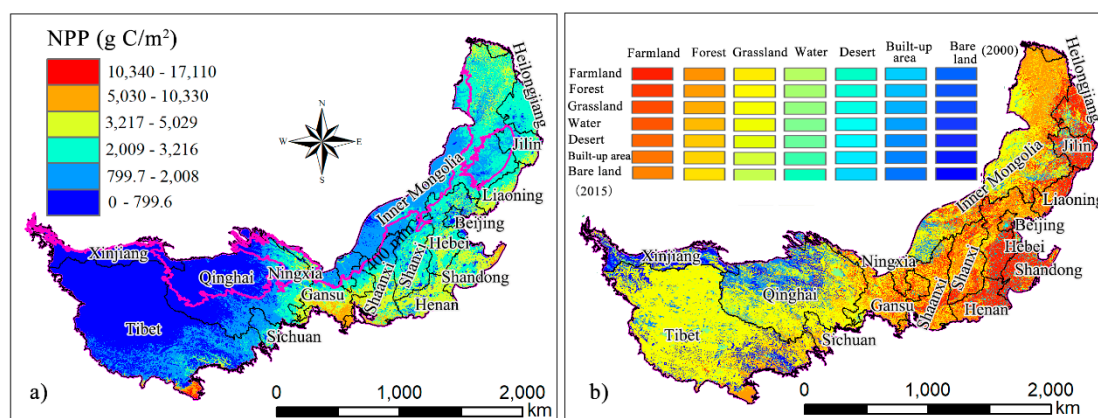 NPP (g C/m²)
10,340 - 17,110
5,030 - 10,330
3,217 - 5,029
2,009 - 3,216
799.7 - 2,008
0 - 799.6
N
W E
S
Heilongjiang
Jilin
Inner Mongolia
Liaoning
Beijing
Hebei
Shanxi
Shandong
Xinjiang
Qinghai
Ningxia
Gansu
Shaanxi
Henan
Tibet
Sichuan
a)
0 1,000 2,000
km
Farmland Forest Grassland Water Desert Built-up area Bare land (2000)
Farmland
Forest
Grassland
Water
Desert
Built-up area
Bare land
(2015)
Heilongjiang
Jilin
Inner Mongolia
Liaoning
Beijing
Hebei
Shanxi
Shandong
Xinjiang
Ningxia
Qinghai
Gansu
Shaanxi
Henan
Tibet
Sichuan
b)
0 1,000 2,000
km